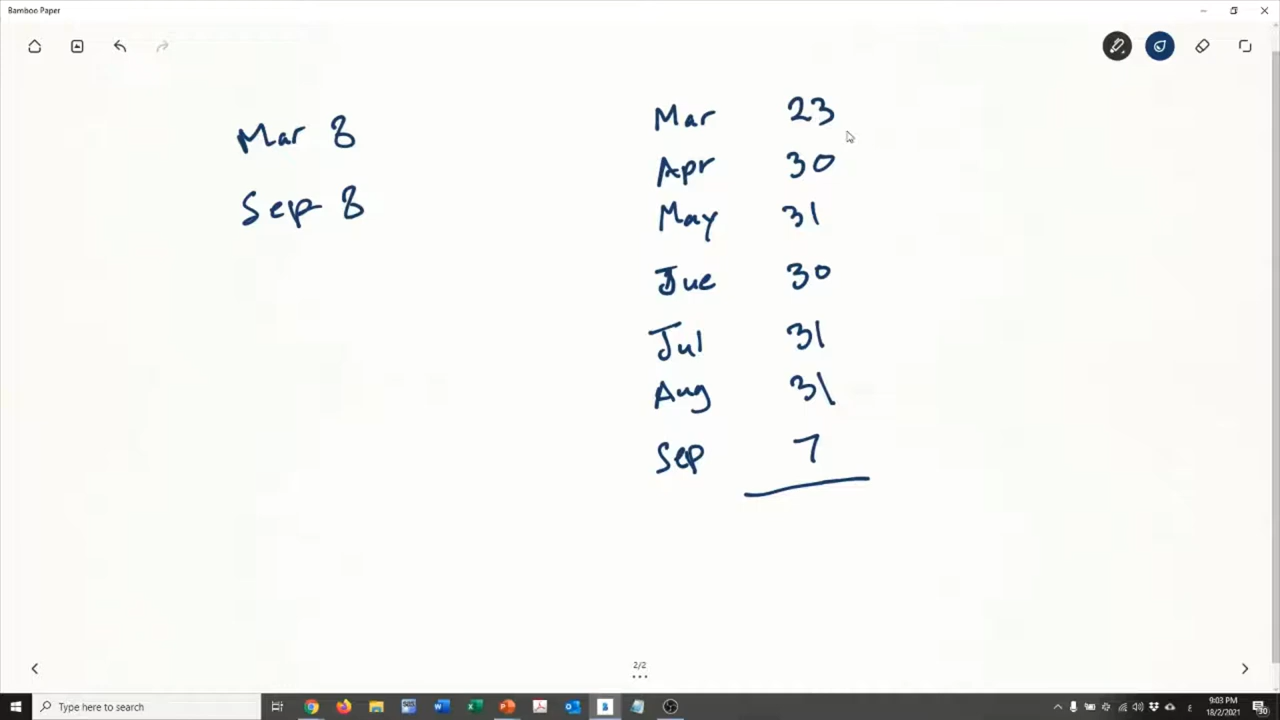 Bamboo Paper
Mar 8
Sep 8
Mar 23
Apr 30
May 31
Jue 30
Jul 31
Aug 31
Sep 7
2/2
Type here to search
9:03 PM
18/2/2021
30